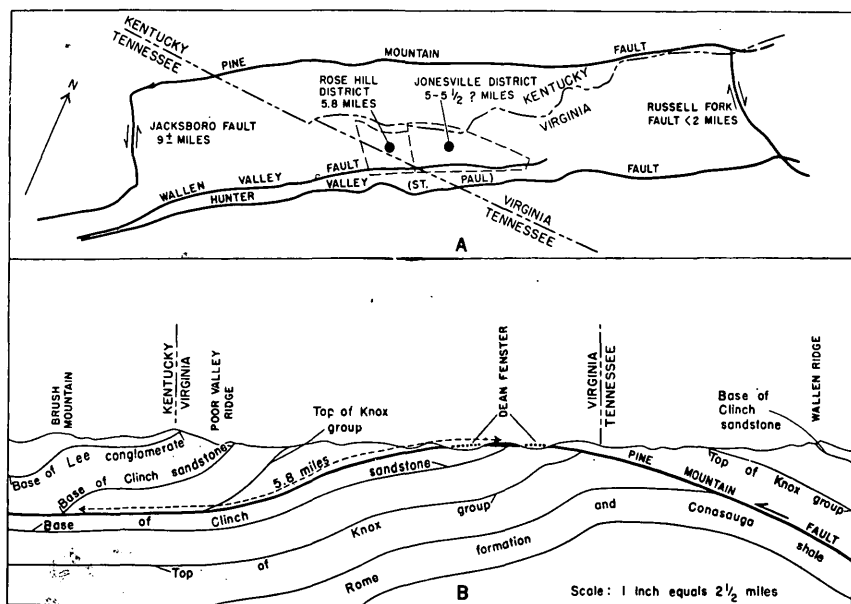 KENTUCKY
TENNESSEE
PINE MOUNTAIN FAULT
N
ROSE HILL
DISTRICT
5.8 MILES
JONESVILLE DISTRICT
5-5 1/2 ? MILES
KENTUCKY
VIRGINIA
JACKSBORO FAULT
9± MILES
RUSSELL FORK
FAULT <2 MILES
WALLEN VALLEY FAULT
HUNTER VALLEY (ST. PAUL) FAULT
VIRGINIA
TENNESSEE
A
BRUSH
MOUNTAIN
KENTUCKY
VIRGINIA
POOR VALLEY
RIDGE
DEAN FENSTER
VIRGINIA
TENNESSEE
WALLEN RIDGE
Top of Knox
group
Base of
Clinch
sandstone
Base of Lee conglomerate
Base of Clinch sandstone
5.8 miles
PINE MOUNTAIN FAULT
Top of Knox group
Base of Clinch sandstone
Top of Knox group
Rome formation and Conasauga shale
B
Scale: 1 inch equals 2 1/2 miles